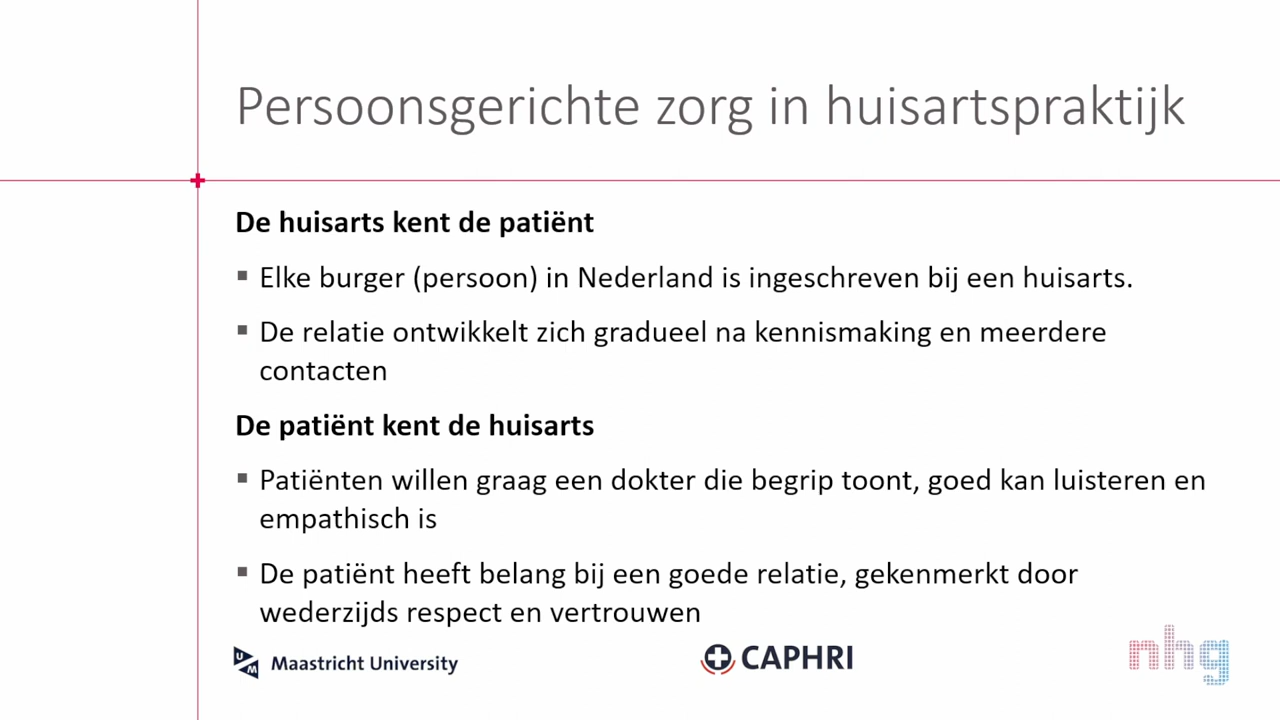 Persoonsgerichte zorg in huisartspraktijk
De huisarts kent de patiënt
▪ Elke burger (persoon) in Nederland is ingeschreven bij een huisarts.
▪ De relatie ontwikkelt zich gradueel na kennismaking en meerdere
contacten
De patiënt kent de huisarts
▪ Patiënten willen graag een dokter die begrip toont, goed kan luisteren en
empathisch is
▪ De patiënt heeft belang bij een goede relatie, gekenmerkt door
wederzijds respect en vertrouwen
UM Maastricht University
CAPHRI
nhg